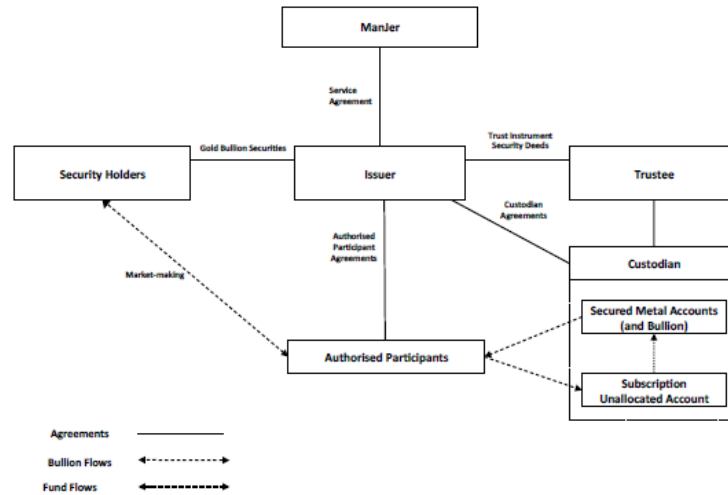 ManJer
Service
Agreement
Gold Bullion Securities
Trust Instrument
Security Deeds
Security Holders
Issuer
Trustee
Custodian
Agreements
Authorised
Participant
Agreements
Custodian
Market-making
Secured Metal Accounts
(and Bullion)
Authorised Participants
Subscription
Unallocated Account
Agreements
Bullion Flows
Fund Flows